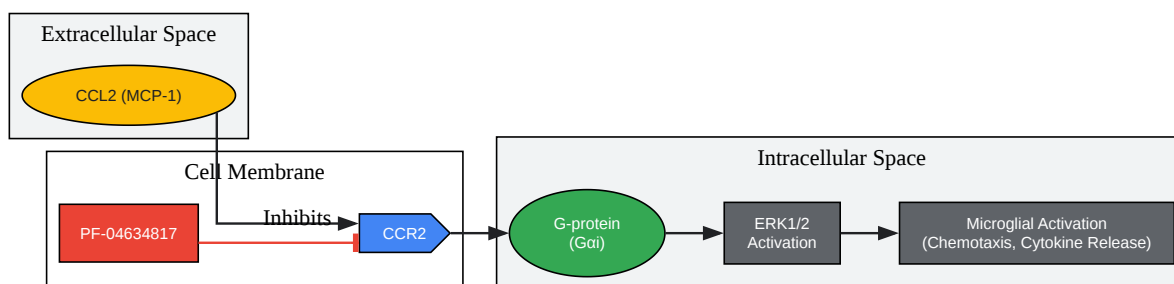 Extracellular Space
CCL2 (MCP-1)
Cell Membrane
PF-04634817
Inhibits
CCR2
Intracellular Space
G-protein
(Gαi)
ERK1/2
Activation
Microglial Activation
(Chemotaxis, Cytokine Release)